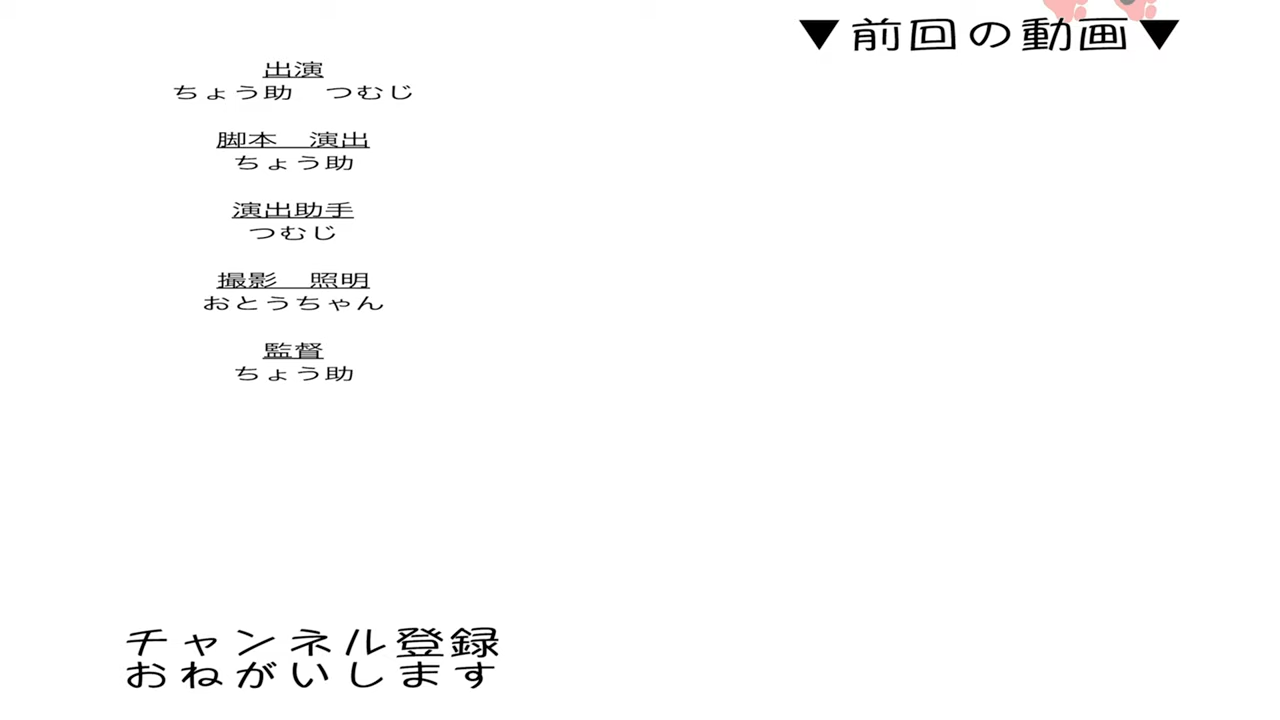 ▼前回の動画▼
出演
ちょう助　つむじ
脚本　演出
ちょう助
演出助手
つむじ
撮影　照明
おとうちゃん
監督
ちょう助
チャンネル登録
おねがいします